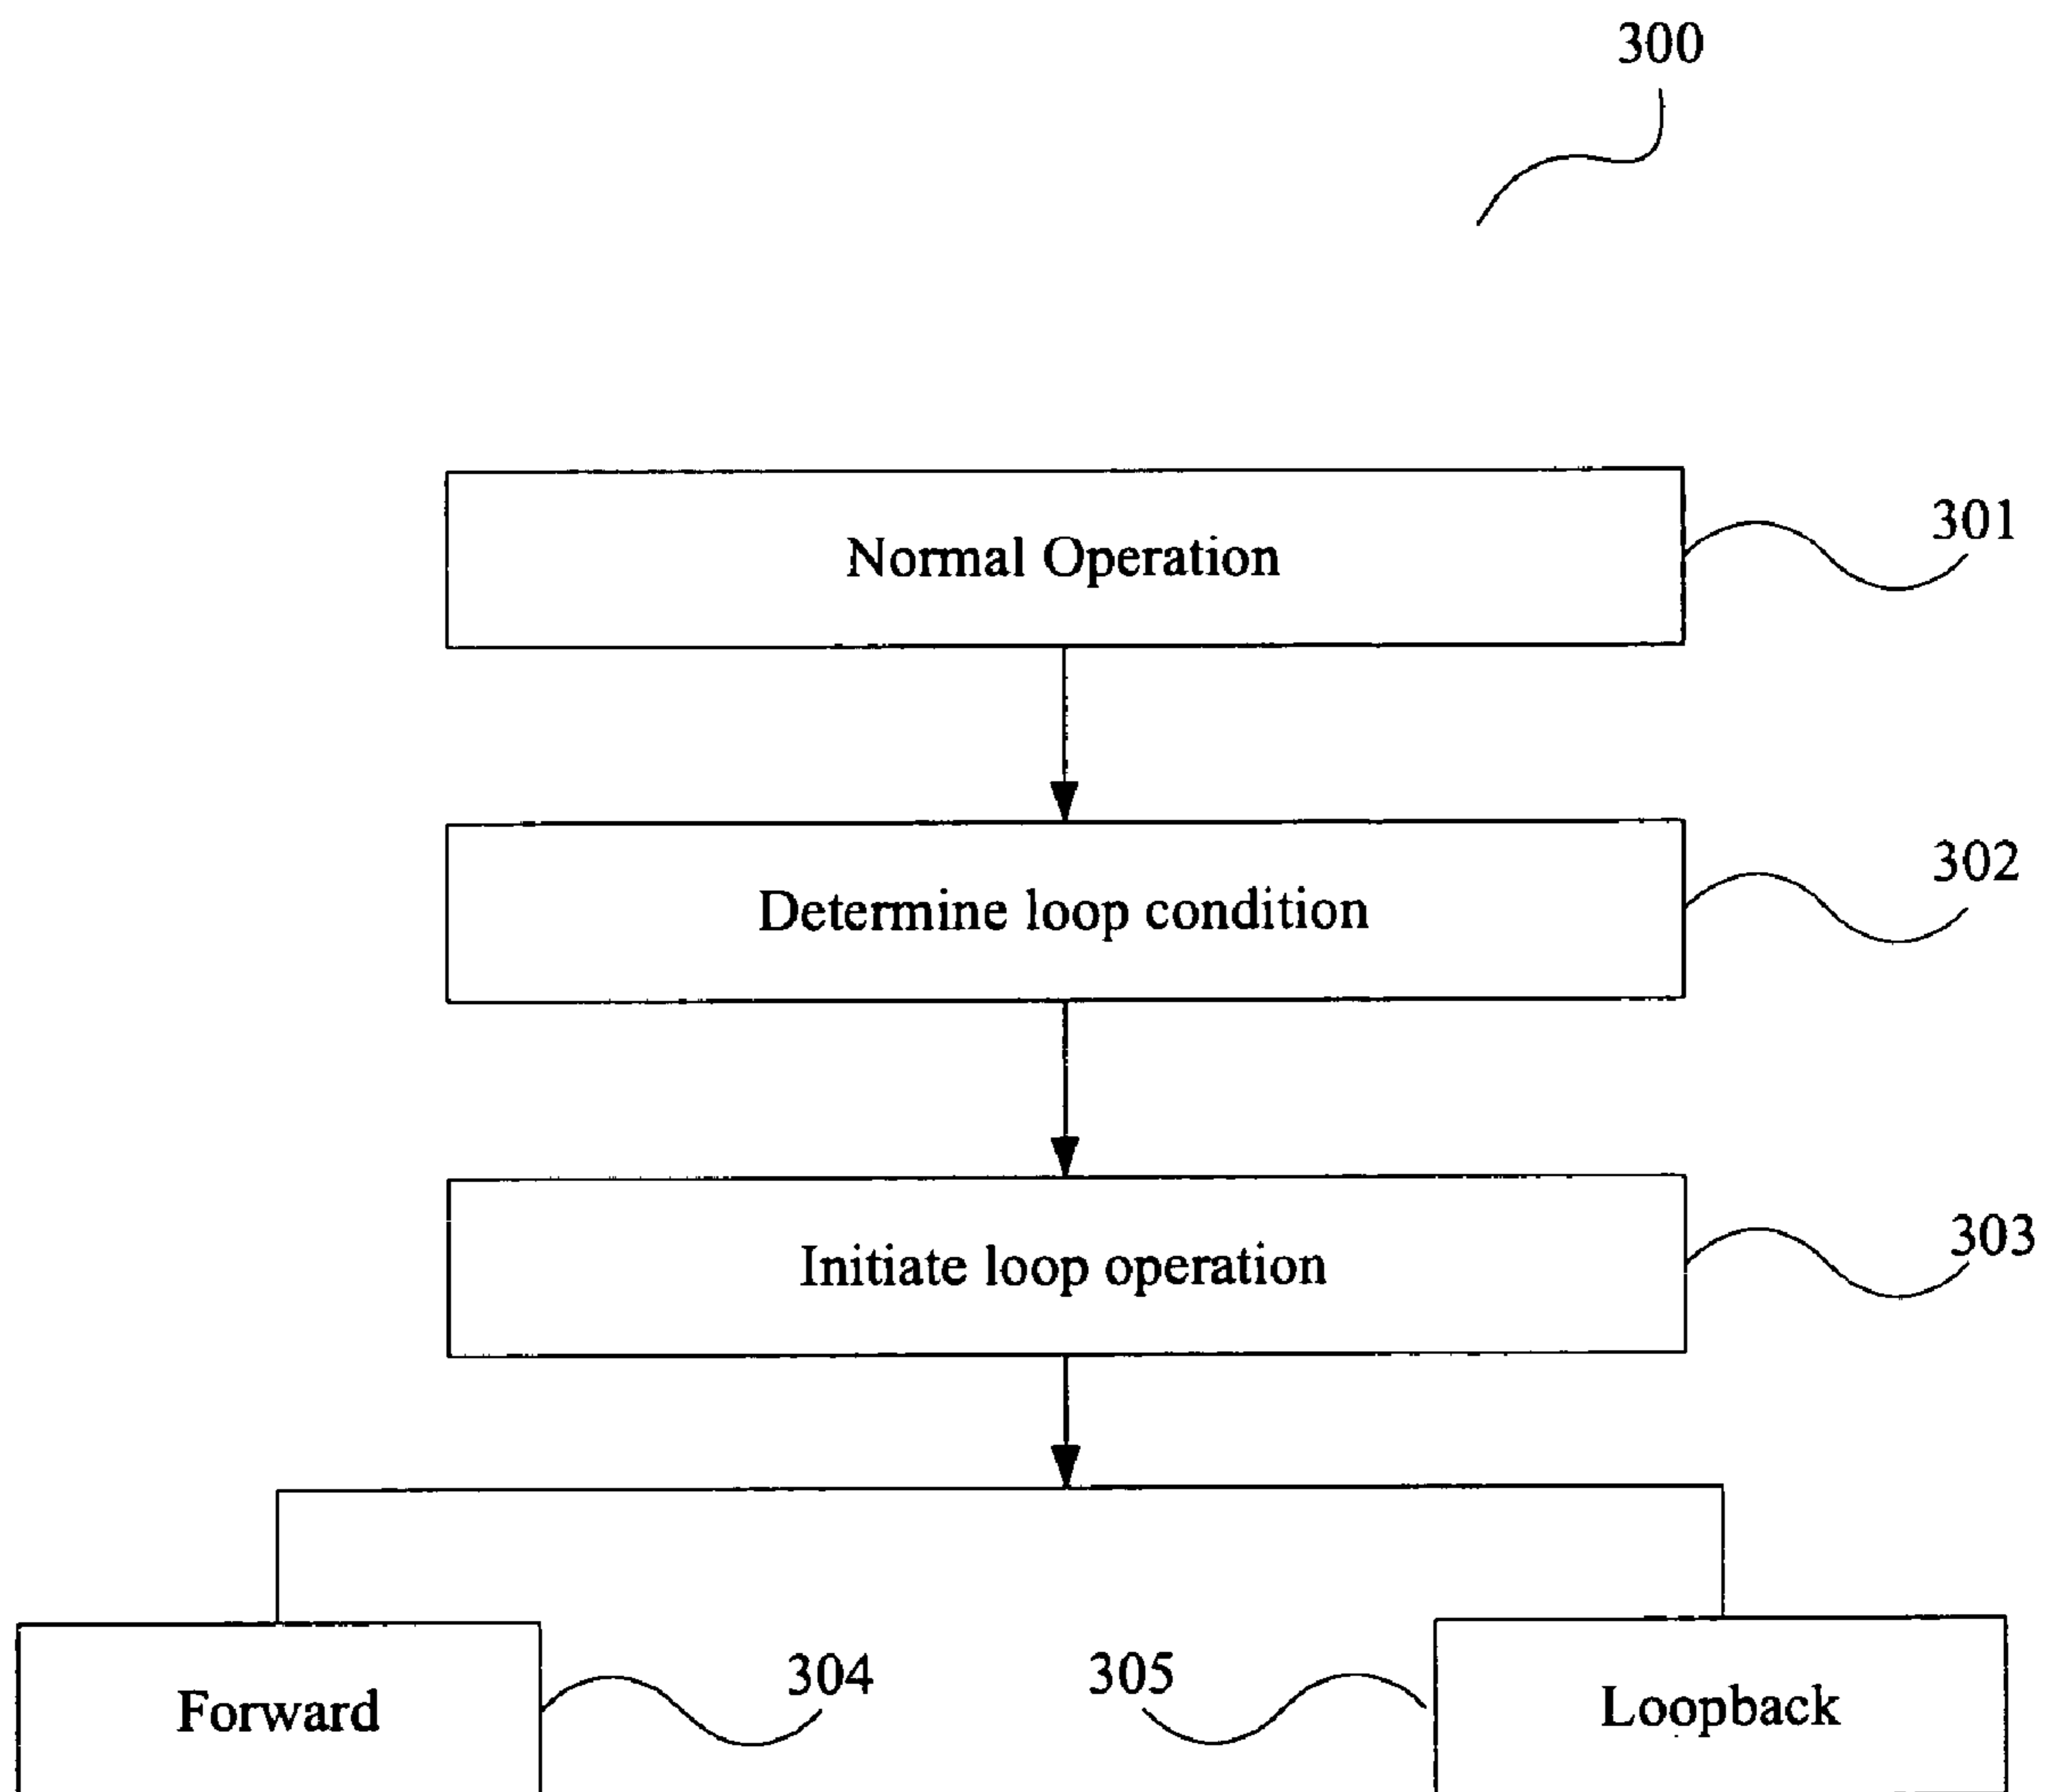 300
Normal Operation
301
Determine loop condition
302
Initiate loop operation
303
Forward
304
305
Loopback